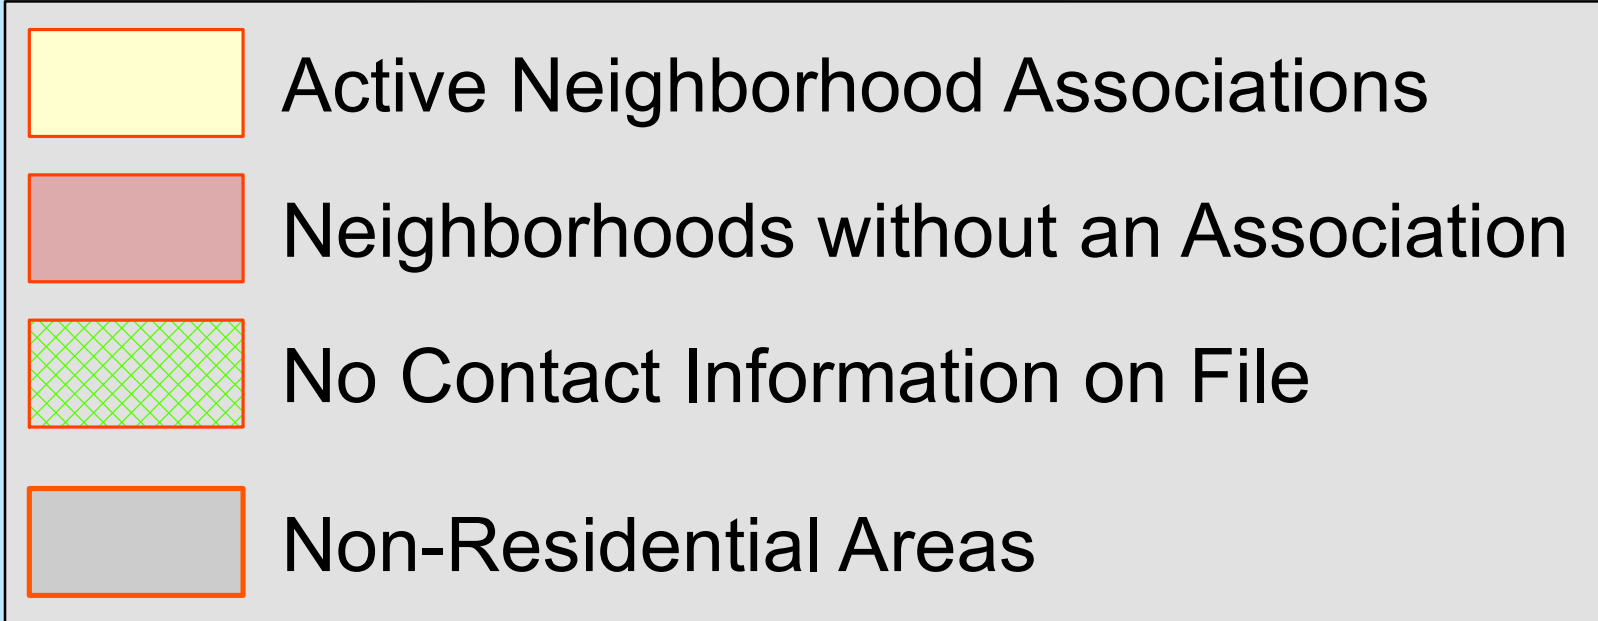 Active Neighborhood Associations
Neighborhoods without an Association
No Contact Information on File
Non-Residential Areas